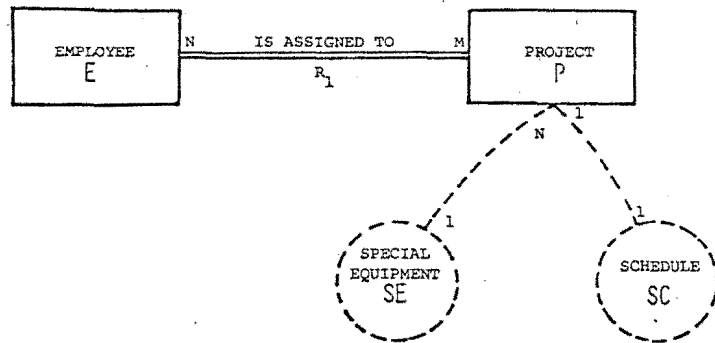 EMPLOYEE
E
N IS ASSIGNED TO M
R1
PROJECT
P
1
N
1
1
SPECIAL
EQUIPMENT
SE
SCHEDULE
SC